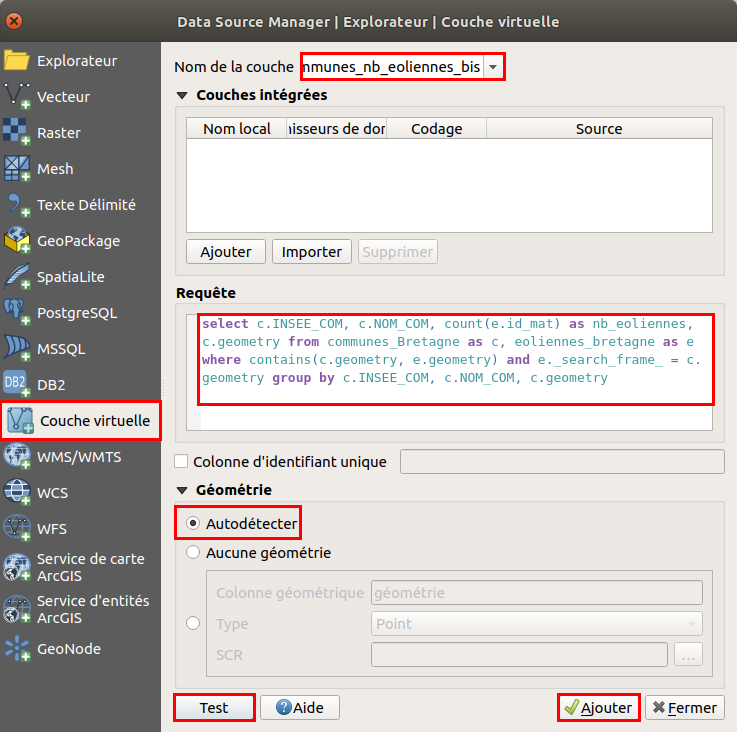 Data Source Manager | Explorateur | Couche virtuelle
Explorateur
Vecteur
Raster
Mesh
Texte Délimité
GeoPackage
SpatiaLite
PostgreSQL
MSSQL
DB2
DB2
Couche virtuelle
WMS/WMTS
WCS
WFS
Service de carte
ArcGIS
Service d'entités
ArcGIS
GeoNode
Nom de la couche
mmunes_nb_eoliennes_bis
Couches intégrées
Nom local nisseurs de dor Codage Source
Ajouter Importer Supprimer
Requête
select c.INSEE_COM, c.NOM_COM, count(e.id_mat) as nb_eoliennes,
c.geometry from communes_Bretagne as c, eoliennes_bretagne as e
where contains(c.geometry, e.geometry) and e._search_frame_ = c.
geometry group by c.INSEE_COM, c.NOM_COM, c.geometry
Colonne d'identifiant unique
Géométrie
Autodétecter
Aucune géométrie
Colonne géométrique géométrie
Type Point
SCR ...
Test Aide Ajouter Fermer